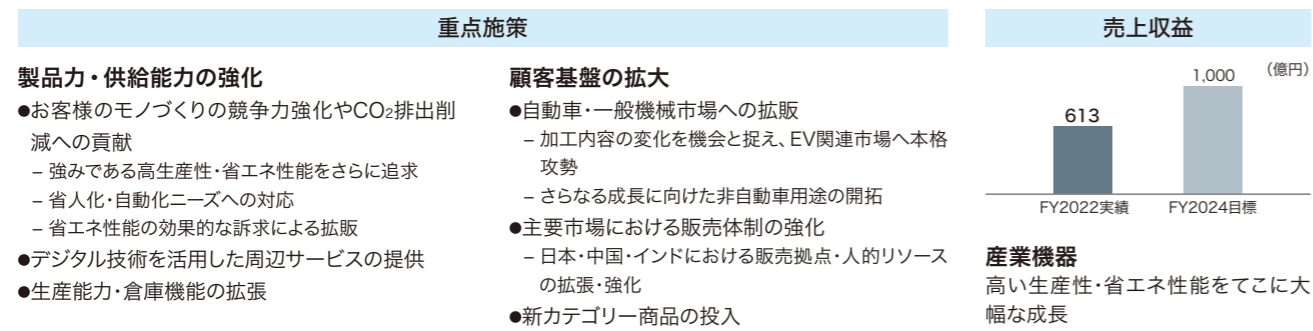 重点施策
製品力・供給能力の強化
●お客様のモノづくりの競争力強化やCO₂排出削
減への貢献
– 強みである高生産性・省エネ性能をさらに追求
– 省人化・自動化ニーズへの対応
– 省エネ性能の効果的な訴求による拡販
●デジタル技術を活用した周辺サービスの提供
●生産能力・倉庫機能の拡張
顧客基盤の拡大
●自動車・一般機械市場への拡販
– 加工内容の変化を機会と捉え、EV関連市場へ本格
攻勢
– さらなる成長に向けた非自動車用途の開拓
●主要市場における販売体制の強化
– 日本・中国・インドにおける販売拠点・人的リソース
の拡張・強化
●新カテゴリー商品の投入
売上収益
(億円)
1,000
613
FY2022実績
FY2024目標
産業機器
高い生産性・省エネ性能をてこに大
幅な成長